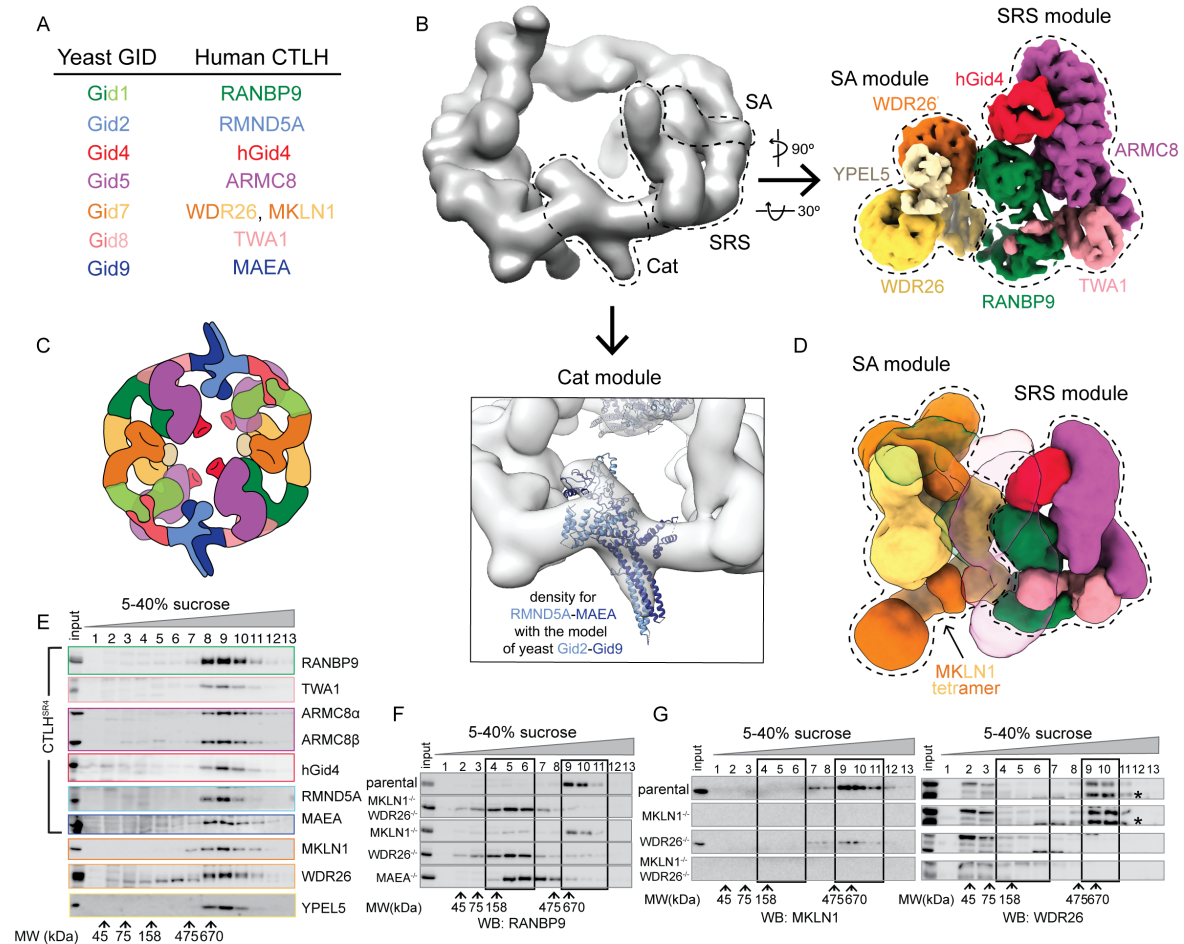 A
Yeast GID Human CTLH
Gid1 RANBP9
Gid2 RMND5A
Gid4 hGid4
Gid5 ARMC8
Gid7 WDR26, MKLN1
Gid8 TWA1
Gid9 MAEA
B
SA
SRS
Cat
90º
30º
SRS module
SA module
hGid4
WDR26
ARMC8
YPEL5
WDR26
RANBP9
TWA1
Cat module
density for
RMND5A-MAEA
with the model
of yeast Gid2-Gid9
C
D
SA module
SRS module
MKLN1
tetramer
E
5-40% sucrose
input 1 2 3 4 5 6 7 8 9 10 11 12 13
CTLHSR4
RANBP9
TWA1
ARMC8α
ARMC8β
hGid4
RMND5A
MAEA
MKLN1
WDR26
YPEL5
MW (kDa) 45 75 158 475 670
F
5-40% sucrose
input 1 2 3 4 5 6 7 8 9 10 11 12 13
parental
MKLN1-/-
WDR26-/-
MKLN1-/-
WDR26-/-
MAEA-/-
MW(kDa) 45 75 158 475 670
WB: RANBP9
G
5-40% sucrose
input 1 2 3 4 5 6 7 8 9 10 11 12 13
parental
MKLN1-/-
WDR26-/-
MKLN1-/-
WDR26-/-
MW(kDa) 45 75 158 475 670
WB: MKLN1
5-40% sucrose
input 1 2 3 4 5 6 7 8 9 10 11 12 13
*
*
MW(kDa) 45 75 158 475 670
WB: WDR26